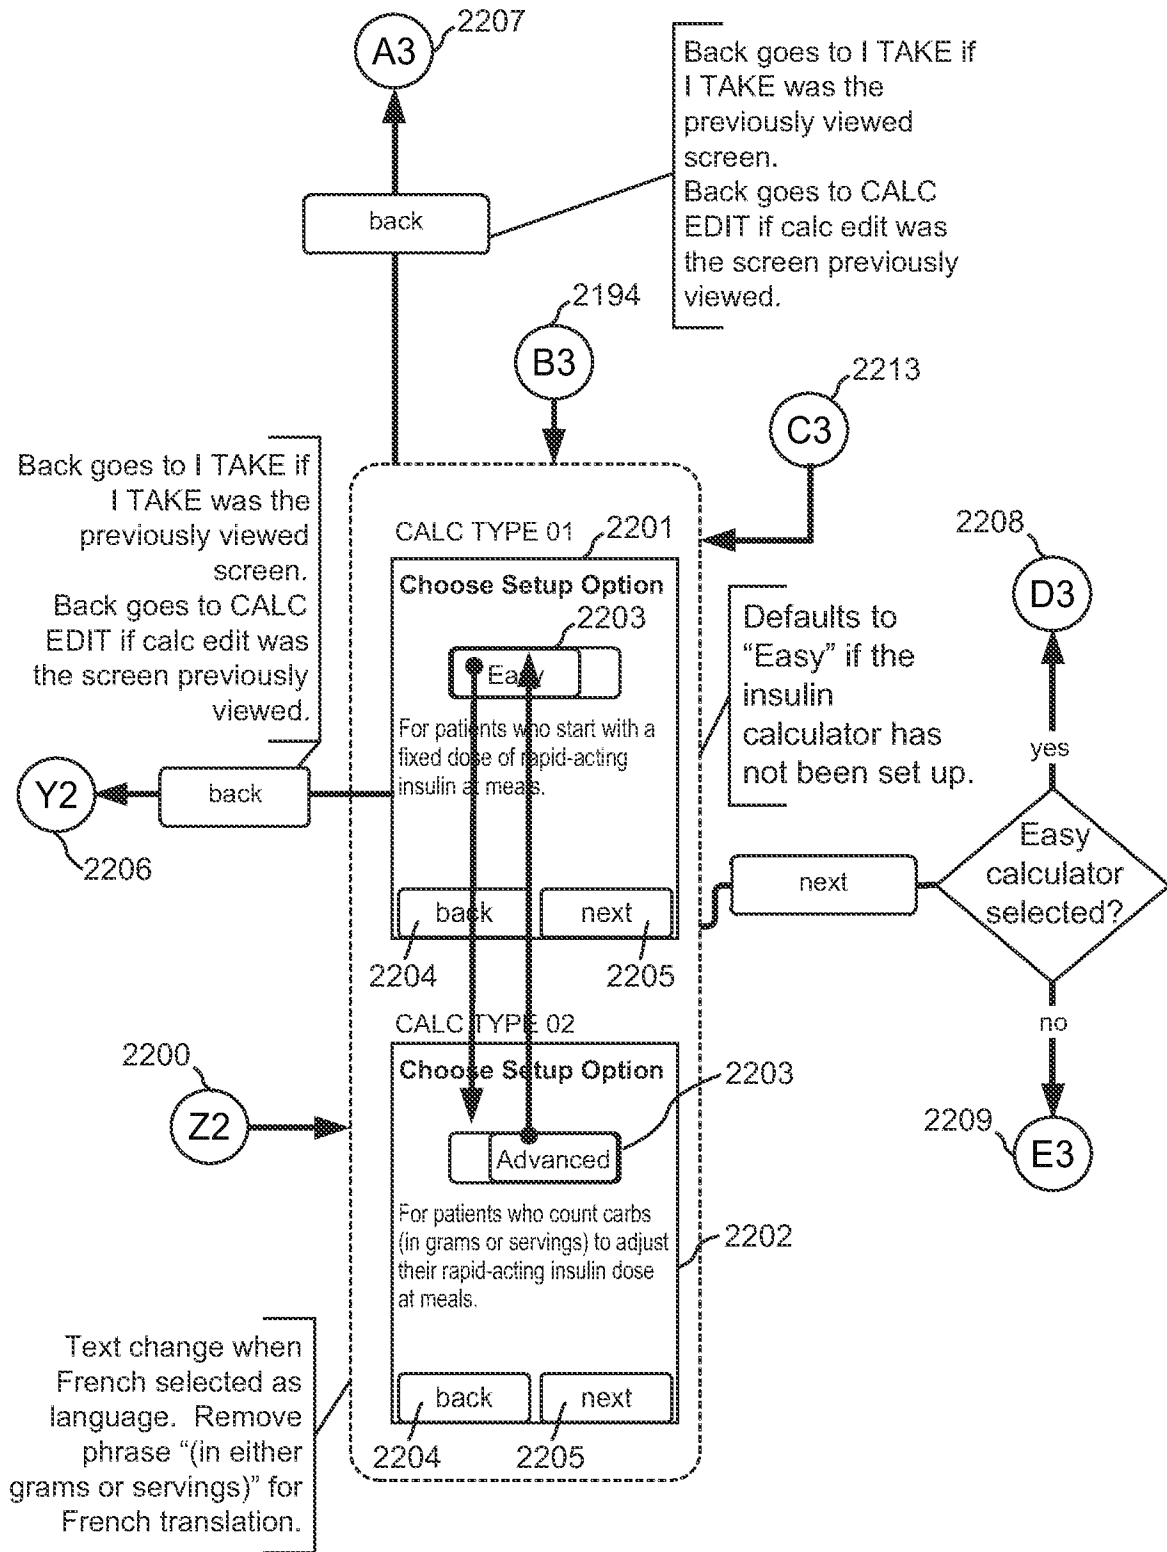 A3
2207
Back goes to I TAKE if
I TAKE was the
previously viewed
screen.
Back goes to CALC
EDIT if calc edit was
the screen previously
viewed.
back
2194
B3
2213
C3
Back goes to I TAKE if
I TAKE was the
previously viewed
screen.
Back goes to CALC
EDIT if calc edit was
the screen previously
viewed.
CALC TYPE 01
2201
Choose Setup Option
2203
Easy
For patients who start with a
fixed dose of rapid-acting
insulin at meals.
back
next
2204
2205
Defaults to
“Easy” if the
insulin
calculator has
not been set up.
2208
D3
yes
Y2
back
2206
next
Easy
calculator
selected?
no
2209
E3
2200
Z2
CALC TYPE 02
Choose Setup Option
2203
Advanced
For patients who count carbs
(in grams or servings) to adjust
their rapid-acting insulin dose
at meals.
2202
back
next
2204
2205
Text change when
French selected as
language. Remove
phrase “(in either
grams or servings)” for
French translation.